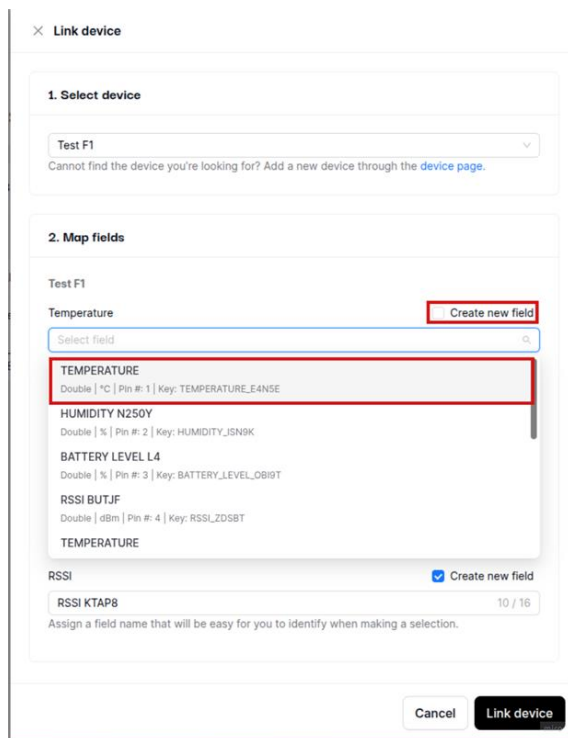 Link device
1. Select device
Test F1
Cannot find the device you're looking for? Add a new device through the device page.
2. Map fields
Test F1
Temperature
Create new field
Select field
TEMPERATURE
Double | °C | Pin #: 1 | Key: TEMPERATURE_E4N5E
HUMIDITY N250Y
Double | % | Pin #: 2 | Key: HUMIDITY_ISN9K
BATTERY LEVEL L4
Double | % | Pin #: 3 | Key: BATTERY_LEVEL_OBI9T
RSSI BUTJF
Double | dBm | Pin #: 4 | Key: RSSI_ZDSBT
TEMPERATURE
RSSI
Create new field
RSSI KTAP8
10 / 16
Assign a field name that will be easy for you to identify when making a selection.
Cancel
Link device